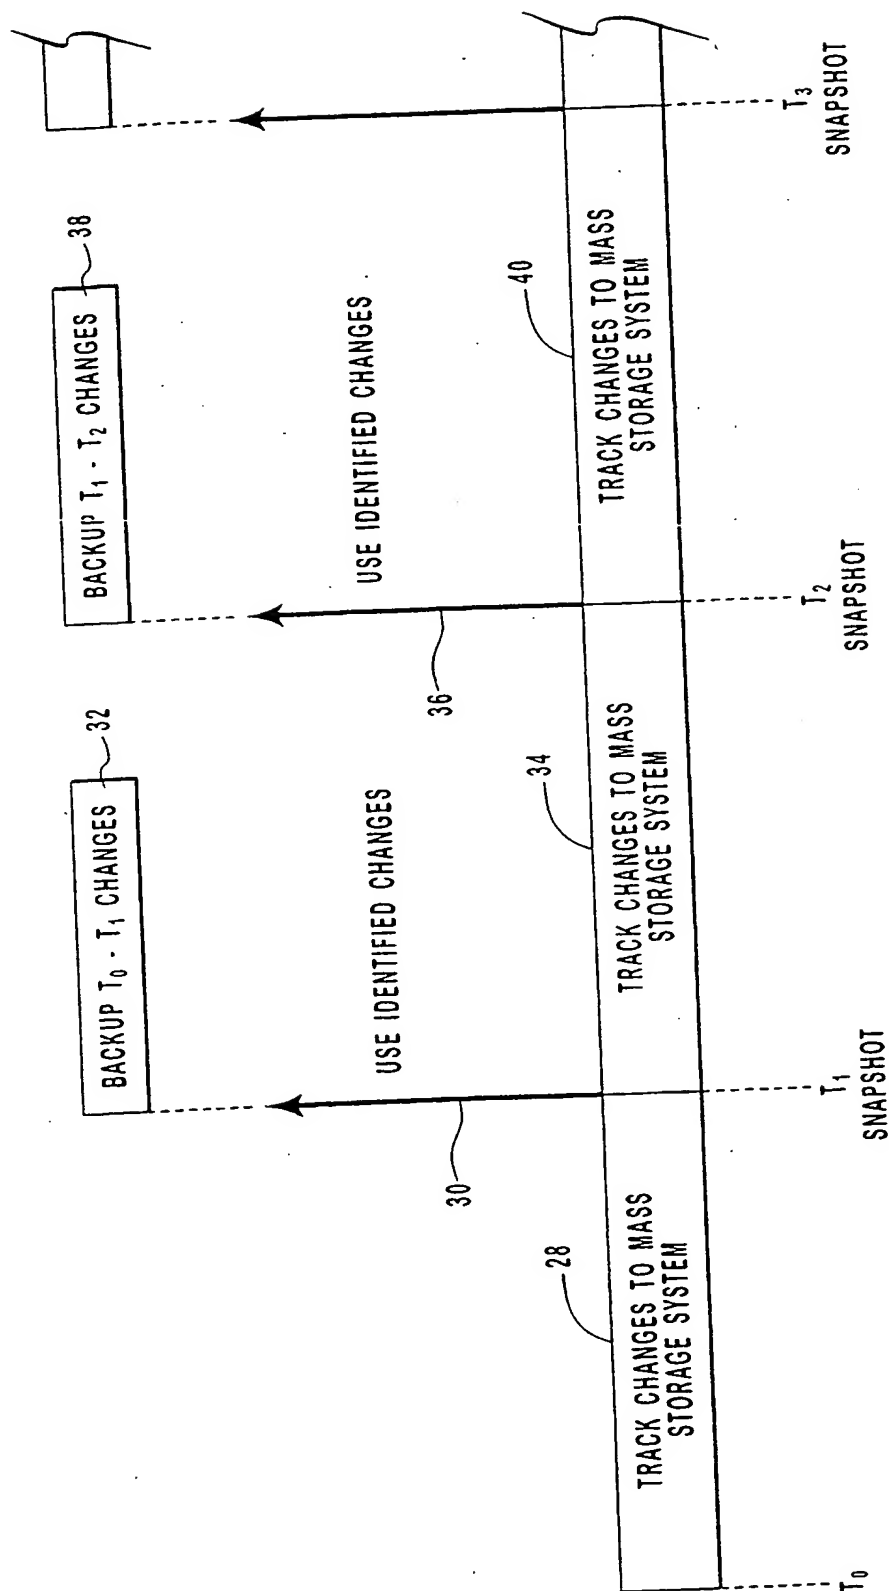 BACKUP T₀ - T₁ CHANGES
32
BACKUP T₁ - T₂ CHANGES
38
USE IDENTIFIED CHANGES
USE IDENTIFIED CHANGES
30
36
28
34
40
TRACK CHANGES TO MASS
STORAGE SYSTEM
TRACK CHANGES TO MASS
STORAGE SYSTEM
TRACK CHANGES TO MASS
STORAGE SYSTEM
T₀
T₁
SNAPSHOT
T₂
SNAPSHOT
T₃
SNAPSHOT